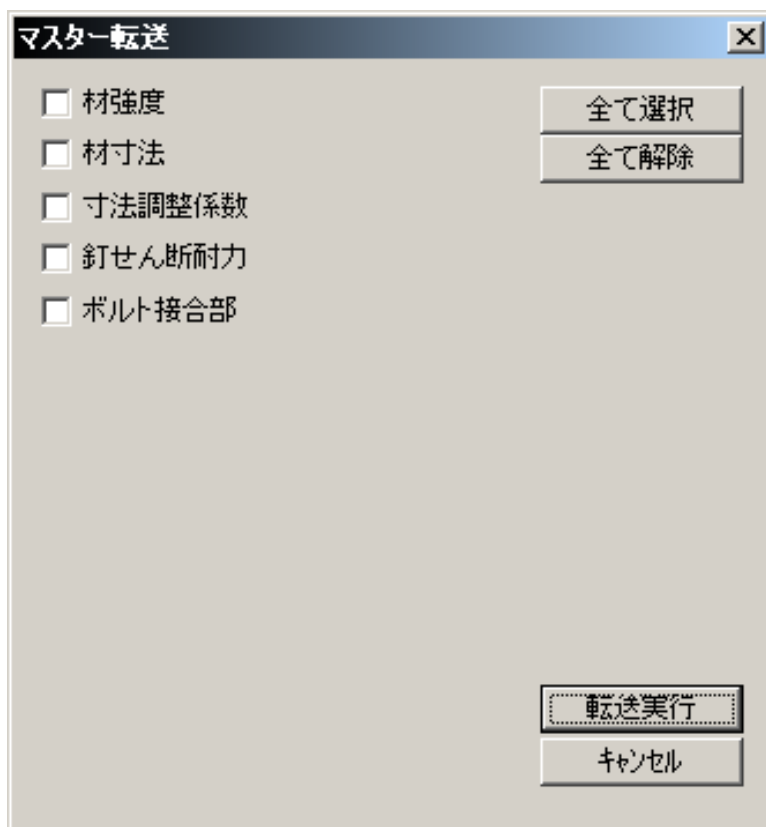 マスター転送
材強度
材寸法
寸法調整係数
釘せん断耐力
ボルト接合部
全て選択
全て解除
転送実行
キャンセル